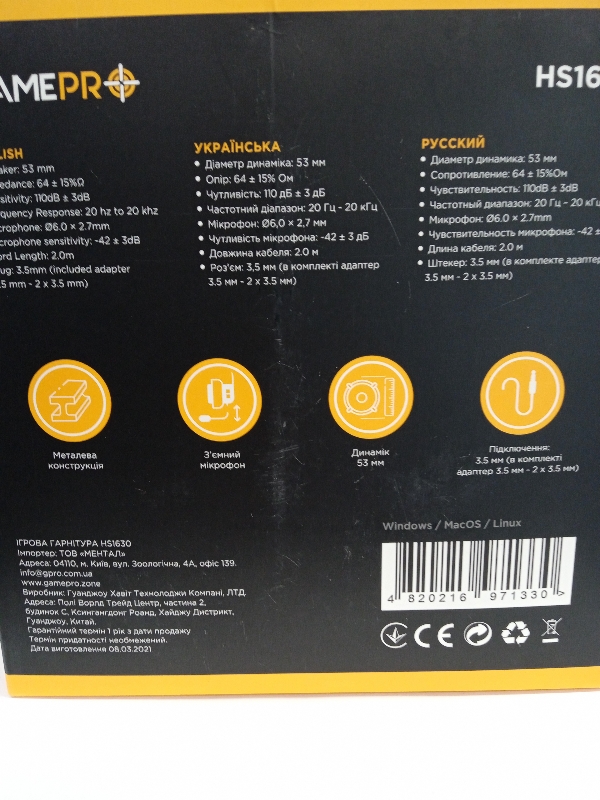 AMEPRO
HS16
LISH
aker: 53 mm
edance: 64 ± 15%Ω
sitivity: 110dB ± 3dB
quency Response: 20 hz to 20 khz
crophone: Ø6.0 × 2.7mm
crophone sensitivity: -42 ± 3dB
ord Length: 2.0m
ug: 3.5mm (included adapter
.5 mm - 2 x 3.5 mm)
УКРАЇНСЬКА
• Діаметр динаміка: 53 мм
• Опір: 64 ± 15% Ом
• Чутливість: 110 дБ ± 3 дБ
• Частотний діапазон: 20 Гц - 20 кГц
• Мікрофон: Ø6,0 × 2,7 мм
• Чутливість мікрофона: -42 ± 3 дБ
• Довжина кабеля: 2.0 м
• Роз'єм: 3,5 мм (в комплекті адаптер
3.5 мм - 2 х 3.5 мм)
РУССКИЙ
• Диаметр динамика: 53 мм
• Сопротивление: 64 ± 15%Ом
• Чувствительность: 110dB ± 3dB
• Частотный диапазон: 20 Гц - 20 кГц
• Микрофон: Ø6.0 × 2.7mm
• Чувствительность микрофона: -42 ±
• Длина кабеля: 2.0 м
• Штекер: 3.5 мм (в комплекте адаптер
3.5 мм - 2 х 3.5 мм)
Металева
конструкція
З'ємний
мікрофон
Динамік
53 мм
Підключення:
3.5 мм (в комплекті
адаптер 3.5 мм - 2 х 3.5 мм)
ІГРОВА ГАРНІТУРА HS1630
Імпортер: ТОВ «МЕНТАЛ»
Адреса: 04110, м. Київ, вул. Зоологічна, 4А, офіс 139.
info@gpro.com.ua
www.gamepro.zone
Виробник: Гуанджоу Хавіт Технолоджи Компані, ЛТД.
Адреса: Полі Ворлд Трейд Центр, частина 2,
будинок С, Ксингангдонг Роанд, Хайджу Дистрикт,
Гуанджоу, Китай.
Гарантійний термін 1 рік з дати продажу
Термін придатності необмежений.
Дата виготовлення 08.03.2021
Windows / MacOS / Linux
4 820216 971330 >
CE